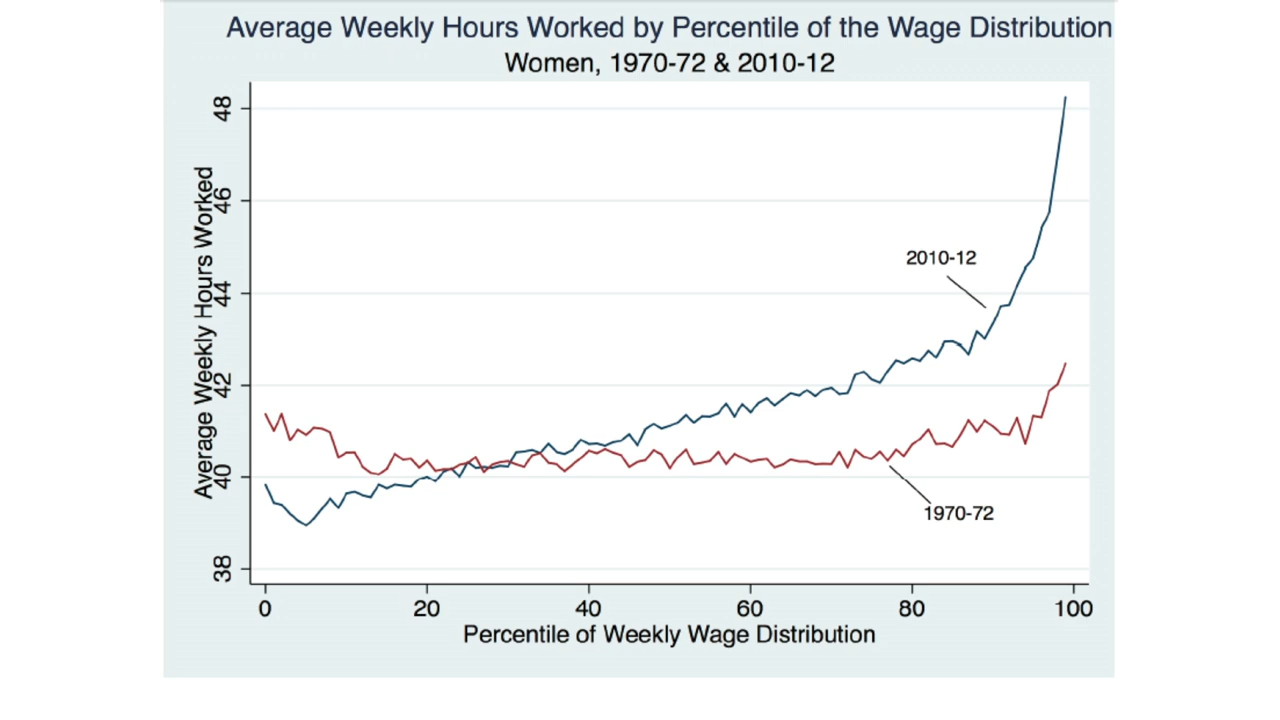 Average Weekly Hours Worked by Percentile of the Wage Distribution
Women, 1970-72 & 2010-12
Average Weekly Hours Worked
48
46
44
42
40
38
2010-12
1970-72
0 20 40 60 80 100
Percentile of Weekly Wage Distribution